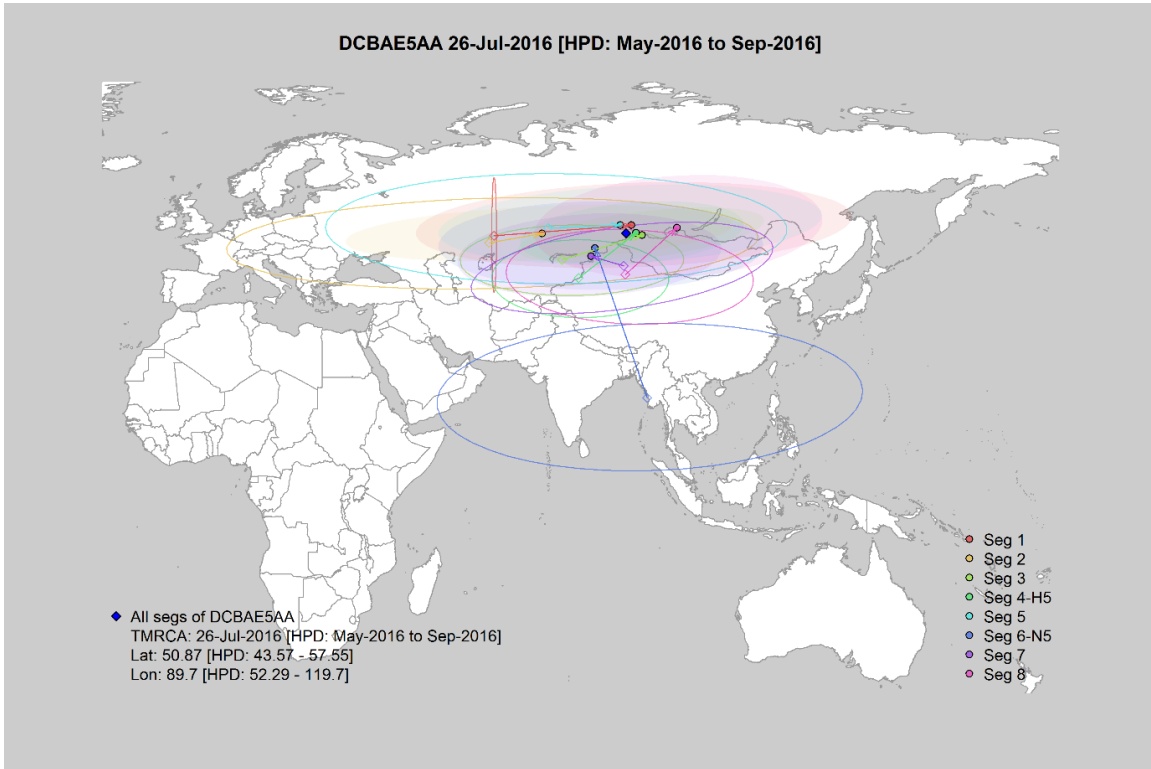 DCBAE5AA 26-Jul-2016 [HPD: May-2016 to Sep-2016]
Seg 1
Seg 2
Seg 3
Seg 4-H5
Seg 5
Seg 6-N5
Seg 7
Seg 8
All segs of DCBAE5AA
TMRCA: 26-Jul-2016 [HPD: May-2016 to Sep-2016]
Lat: 50.87 [HPD: 43.57 - 57.55]
Lon: 89.7 [HPD: 52.29 - 119.7]